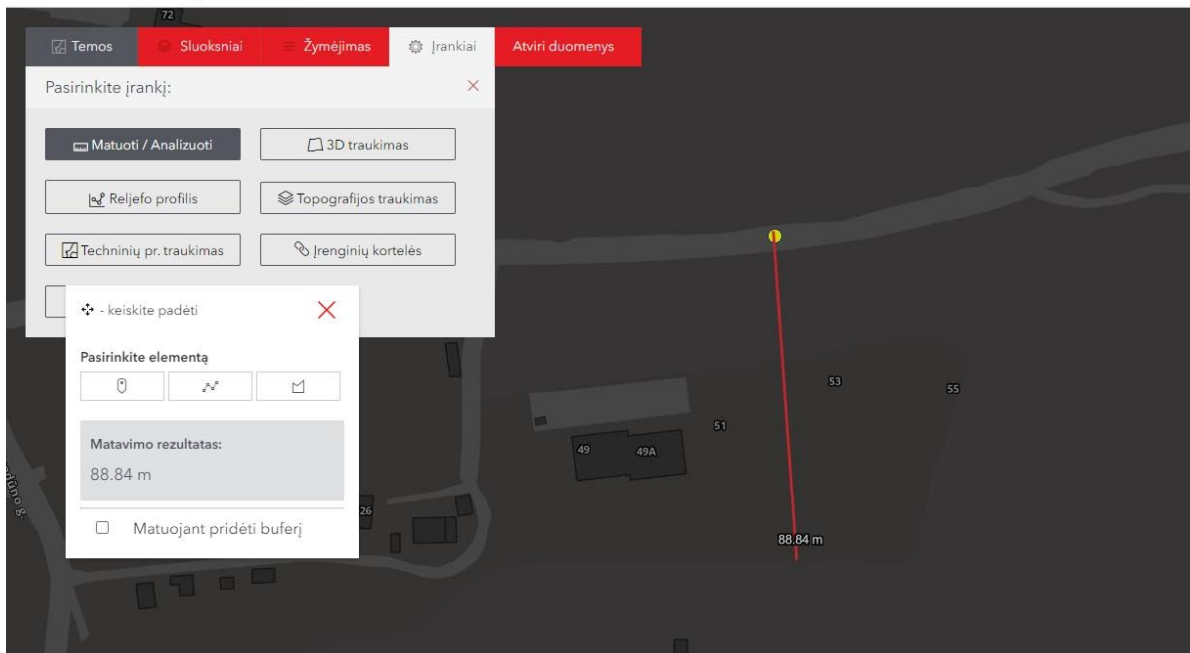 72
Temos
Sluoksniai
Žymėjimas
Įrankiai
Atviri duomenys
Pasirinkite įrankį:
Matuoti / Analizuoti
3D traukimas
Reljefo profilis
Topografijos traukimas
Techninių pr. traukimas
Įrenginių kortelės
- keiskite padėti
Pasirinkite elementą
Matavimo rezultatas:
88.84 m
Matuojant pridėti buferį
53
55
51
49
49A
26
88.84 m